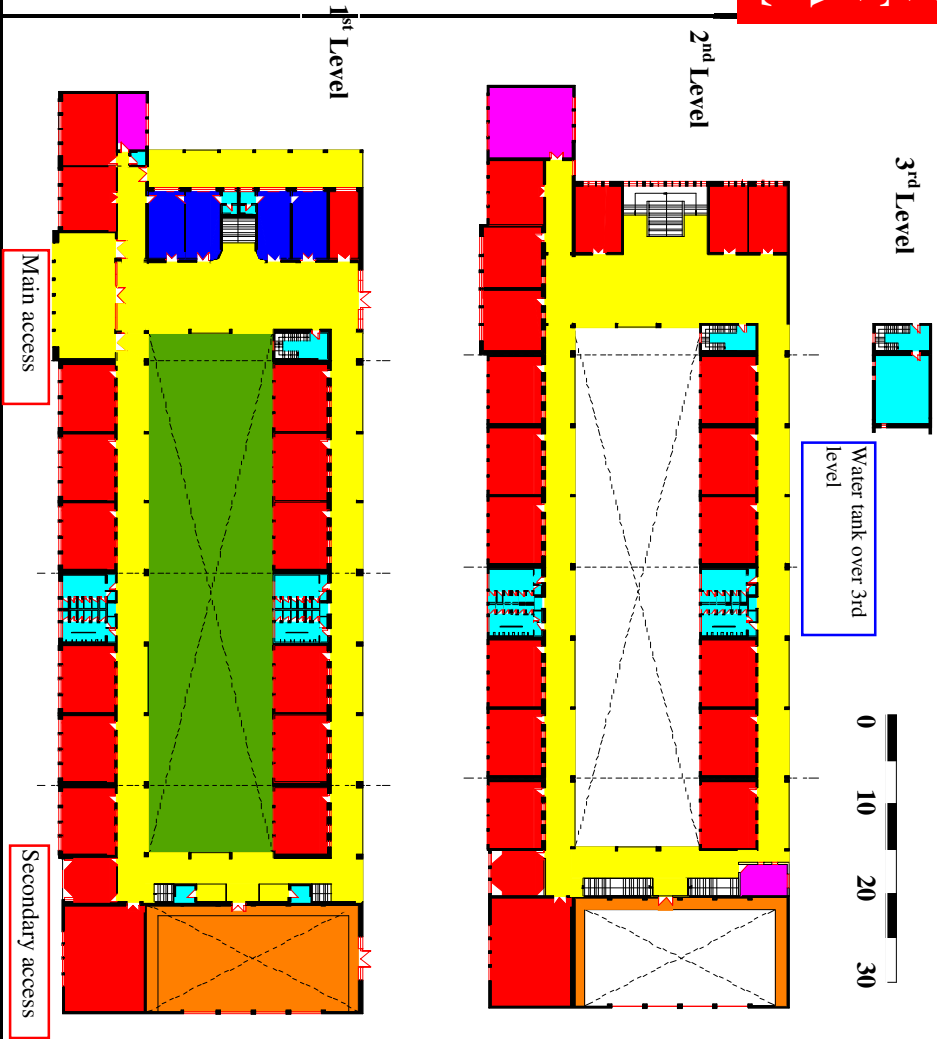 1st Level
2nd Level
3rd Level
Main access
Water tank over 3rd
level
0
10
20
30
Secondary access